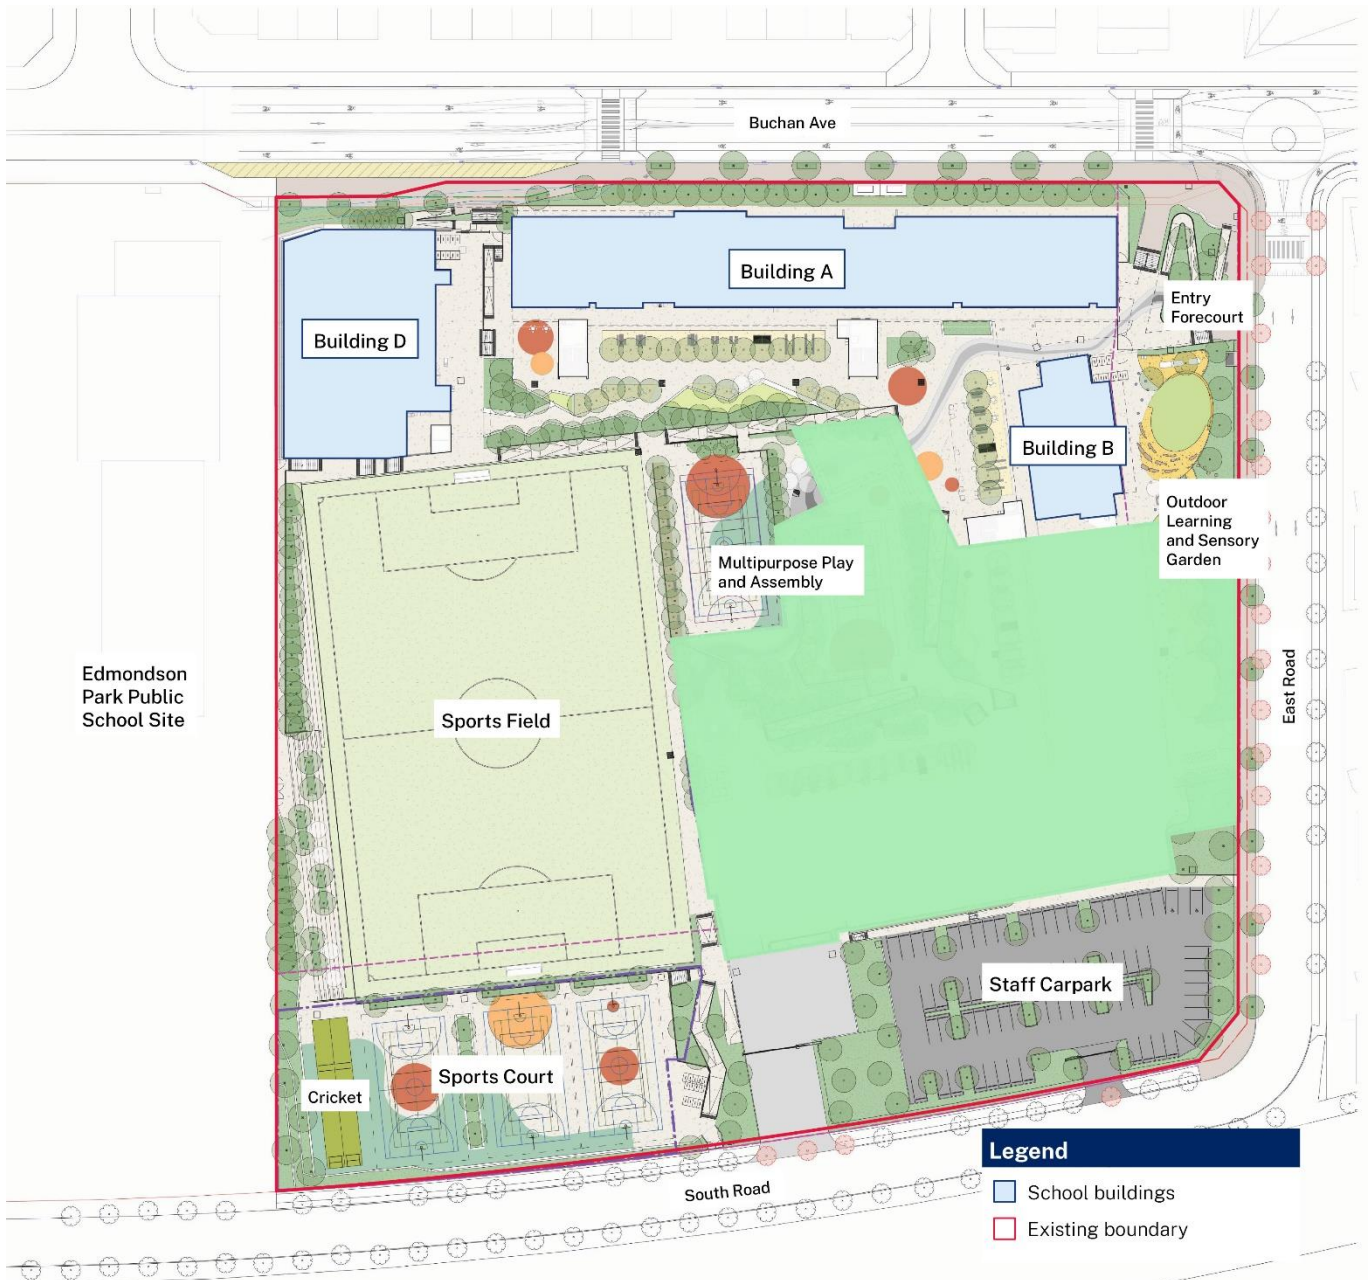 Buchan Ave
Building A
Building D
Entry
Forecourt
Building B
Outdoor
Learning
and Sensory
Garden
Multipurpose Play
and Assembly
Edmondson
Park Public
School Site
Sports Field
East Road
Staff Carpark
Sports Court
Cricket
South Road
Legend
School buildings
Existing boundary